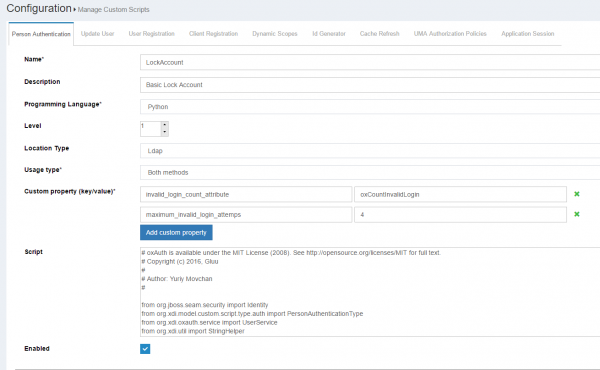 Configuration ▸ Manage Custom Scripts
Person Authentication Update User User Registration Client Registration Dynamic Scopes Id Generator Cache Refresh UMA Authorization Policies Application Session
Name* LockAccount
Description Basic Lock Account
Programming Language* Python
Level 1
Location Type Ldap
Usage type* Both methods
Custom property (key/value)* invalid_login_count_attribute oxCountInvalidLogin
maximum_invalid_login_attemps 4
Add custom property
Script # oxAuth is available under the MIT License (2008). See http://opensource.org/licenses/MIT for full text.
# Copyright (c) 2016, Gluu
#
# Author: Yuriy Movchan
#
from org.jboss.seam.security import Identity
from org.xdi.model.custom.script.type.auth import PersonAuthenticationType
from org.xdi.oxauth.service import UserService
from org.xdi.util import StringHelper
Enabled